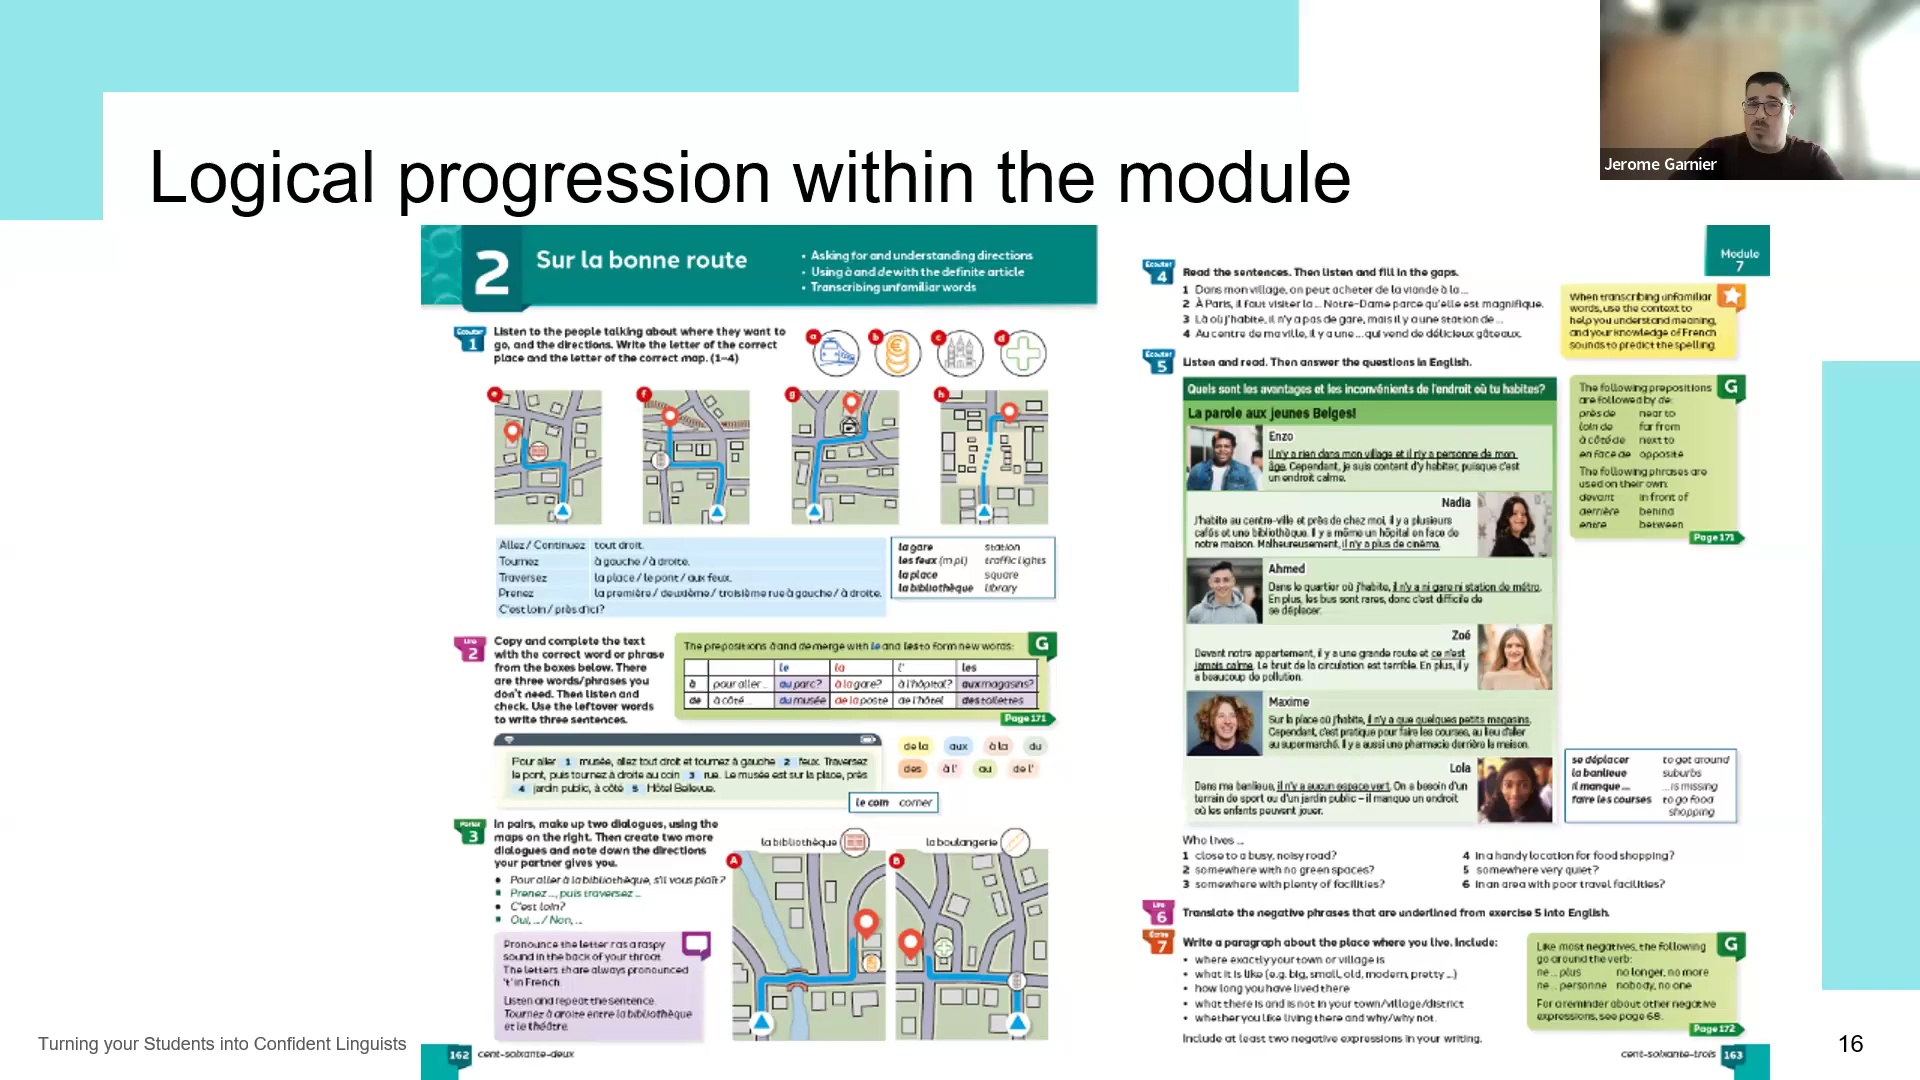 Jerome Garnier
Logical progression within the module
2
Sur la bonne route
• Asking for and understanding directions
• Using à and de with the definite article
• Transcribing unfamiliar words
Écouter
1
Listen to the people talking about where they want to
go, and the directions. Write the letter of the correct
place and the letter of the correct map. (1–4)
a
b
c
d
e
f
g
h
Allez / Continuez tout droit.
Tournez à gauche / à droite.
Traversez la place / le pont / aux feux.
Prenez la première / deuxième / troisième rue à gauche / à droite.
C'est loin / près d'ici?
la gare station
les feux (m pl) traffic lights
la place square
la bibliothèque library
Lire
2
Copy and complete the text
with the correct word or phrase
from the boxes below. There
are three words/phrases you
don't need. Then listen and
check. Use the leftover words
to write three sentences.
G
The prepositions à and de merge with le and les to form new words:
le la l' les
à pour aller... au parc? à la gare? à l'hôpital? aux magasins?
de à côté... du musée de la poste de l'hôtel des toilettes
Page 171
Pour aller 1 musée, allez tout droit et tournez à gauche 2 feux. Traversez
le pont, puis tournez à droite au coin 3 rue. Le musée est sur la place, près
4 jardin public, à côté 5 Hôtel Bellevue.
de la aux à la du
des à l' au de l'
le coin corner
Parler
3
In pairs, make up two dialogues, using the
maps on the right. Then create two more
dialogues and note down the directions
your partner gives you.
• Pour aller à la bibliothèque, s'il vous plaît?
▪ Prenez ..., puis traversez ...
• C'est loin?
▪ Oui, ... / Non, ...
Pronounce the letter r as a raspy
sound in the back of your throat.
The letters th are always pronounced
't' in French.
Listen and repeat the sentence.
Tournez à droite entre la bibliothèque
et le théâtre.
la bibliothèque
A
la boulangerie
B
162 cent-soixante-deux
Module
7
Écouter
4
Read the sentences. Then listen and fill in the gaps.
1 Dans mon village, on peut acheter de la viande à la ...
2 À Paris, il faut visiter la ... Notre-Dame parce qu'elle est magnifique.
3 Là où j'habite, il n'y a pas de gare, mais il y a une station de ...
4 Au centre de ma ville, il y a une ... qui vend de délicieux gâteaux.
When transcribing unfamiliar
words, use the context to
help you understand meaning,
and your knowledge of French
sounds to predict the spelling.
Écouter
5
Listen and read. Then answer the questions in English.
Quels sont les avantages et les inconvénients de l'endroit où tu habites?
La parole aux jeunes Belges!
Enzo
Il n'y a rien dans mon village et il n'y a personne de mon
âge. Cependant, je suis content d'y habiter, puisque c'est
un endroit calme.
Nadia
J'habite au centre-ville et près de chez moi, il y a plusieurs
cafés et une bibliothèque. Il y a même un hôpital en face de
notre maison. Malheureusement, il n'y a plus de cinéma.
Ahmed
Dans le quartier où j'habite, il n'y a ni gare ni station de métro.
En plus, les bus sont rares, donc c'est difficile de
se déplacer.
Zoé
Devant notre appartement, il y a une grande route et ce n'est
jamais calme. Le bruit de la circulation est terrible. En plus, il y
a beaucoup de pollution.
Maxime
Sur la place où j'habite, il n'y a que quelques petits magasins.
Cependant, c'est pratique pour faire les courses, au lieu d'aller
au supermarché. Il y a aussi une pharmacie derrière la maison.
Lola
Dans ma banlieue, il n'y a aucun espace vert. On a besoin d'un
terrain de sport ou d'un jardin public – il manque un endroit
où les enfants peuvent jouer.
G
The following prepositions
are followed by de:
près de near to
loin de far from
à côté de next to
en face de opposite
The following phrases are
used on their own:
devant in front of
derrière behind
entre between
Page 171
se déplacer to get around
la banlieue suburbs
il manque ... ... is missing
faire les courses to go food
shopping
Who lives ...
1 close to a busy, noisy road?
2 somewhere with no green spaces?
3 somewhere with plenty of facilities?
4 in a handy location for food shopping?
5 somewhere very quiet?
6 in an area with poor travel facilities?
Lire
6
Translate the negative phrases that are underlined from exercise 5 into English.
Écrire
7
Write a paragraph about the place where you live. Include:
• where exactly your town or village is
• what it is like (e.g. big, small, old, modern, pretty ...)
• how long you have lived there
• what there is and is not in your town/village/district
• whether you like living there and why/why not.
Include at least two negative expressions in your writing.
G
Like most negatives, the following
go around the verb:
ne ... plus no longer, no more
ne ... personne nobody, no one
For a reminder about other negative
expressions, see page 68.
Page 172
cent-soixante-trois 163
Turning your Students into Confident Linguists
16